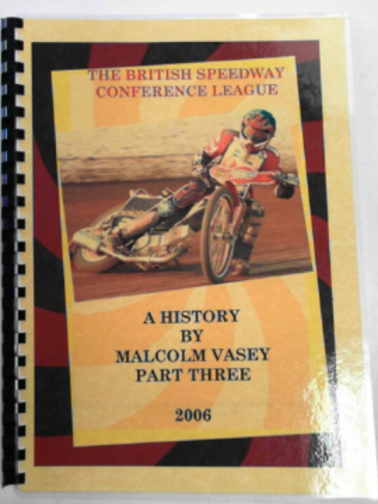 THE BRITISH SPEEDWAY
CONFERENCE LEAGUE
A HISTORY
BY
MALCOLM VASEY
PART THREE
2006